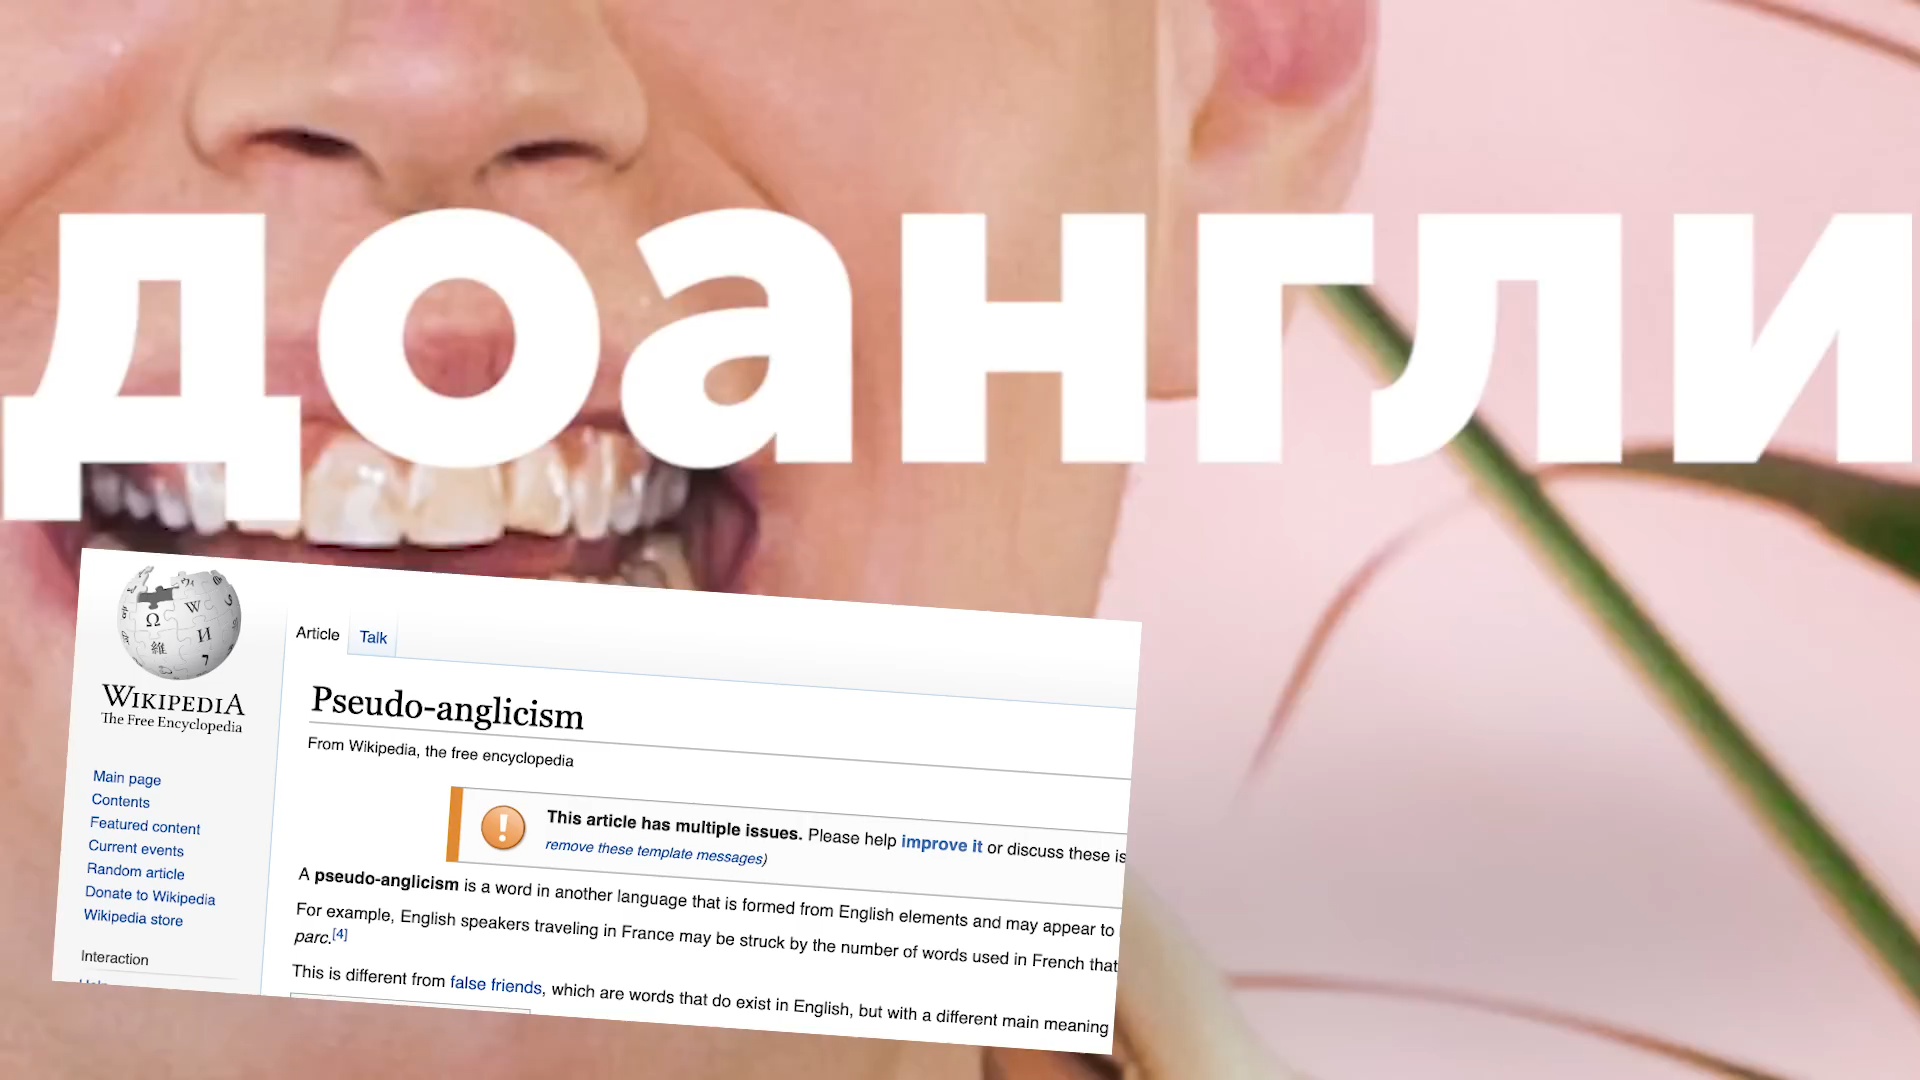 доангли
WIKIPEDIA
The Free Encyclopedia
Main page
Contents
Featured content
Current events
Random article
Donate to Wikipedia
Wikipedia store
Interaction
Article Talk
Pseudo-anglicism
From Wikipedia, the free encyclopedia
This article has multiple issues. Please help improve it or discuss these is
remove these template messages)
A pseudo-anglicism is a word in another language that is formed from English elements and may appear to
For example, English speakers traveling in France may be struck by the number of words used in French that
parc.[4]
This is different from false friends, which are words that do exist in English, but with a different main meaning